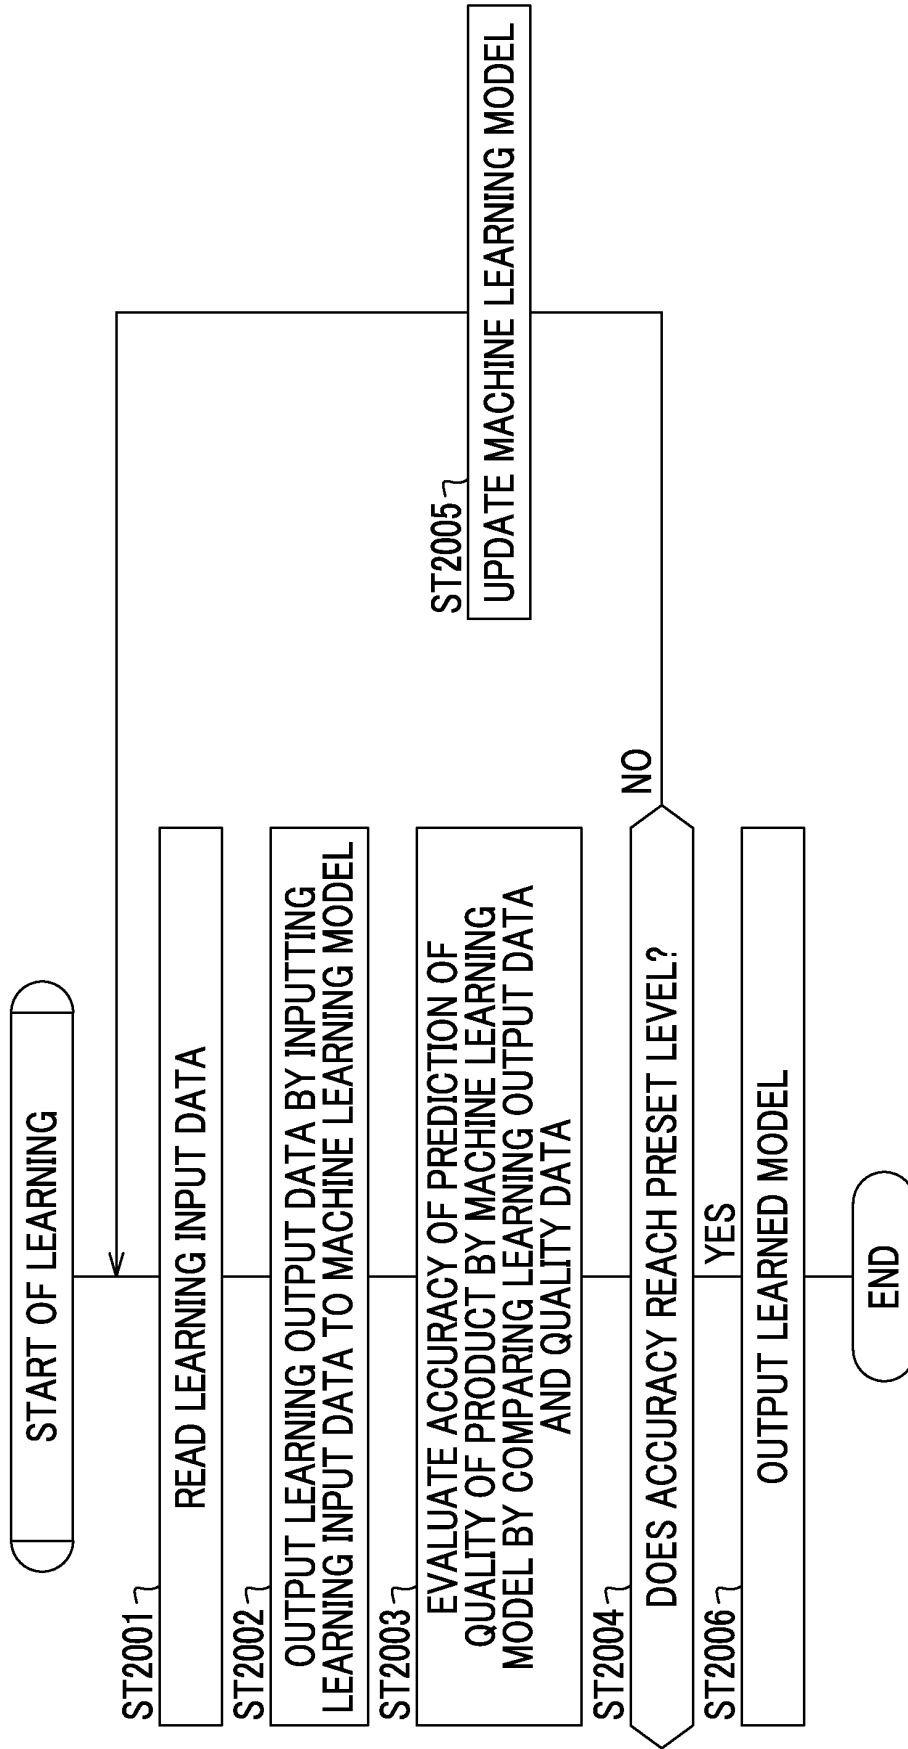 START OF LEARNING
ST2001
READ LEARNING INPUT DATA
ST2002
OUTPUT LEARNING OUTPUT DATA BY INPUTTING
LEARNING INPUT DATA TO MACHINE LEARNING MODEL
ST2003
EVALUATE ACCURACY OF PREDICTION OF
QUALITY OF PRODUCT BY MACHINE LEARNING
MODEL BY COMPARING LEARNING OUTPUT DATA
AND QUALITY DATA
ST2004
DOES ACCURACY REACH PRESET LEVEL?
NO
ST2005
UPDATE MACHINE LEARNING MODEL
YES
ST2006
OUTPUT LEARNED MODEL
END